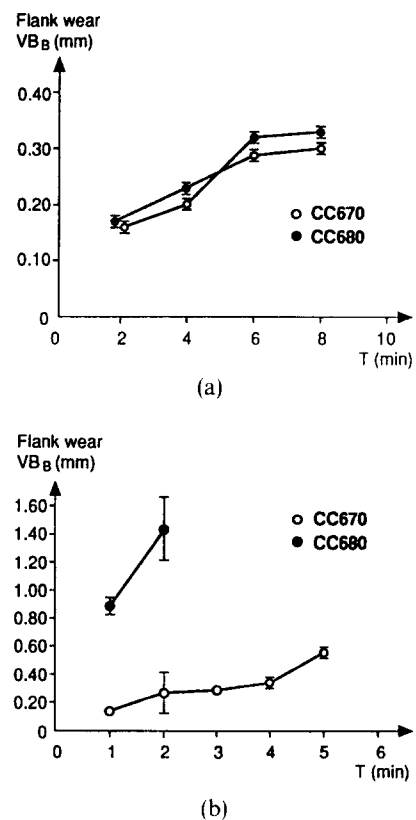 Flank wear
VB_B (mm)
0.40
0.30
0.20
0.10
0
0 2 4 6 8 10
T (min)
CC670
CC680
(a)
Flank wear
VB_B (mm)
1.60
1.40
1.20
1.00
0.80
0.60
0.40
0.20
0
0 1 2 3 4 5 6
T (min)
CC670
CC680
(b)